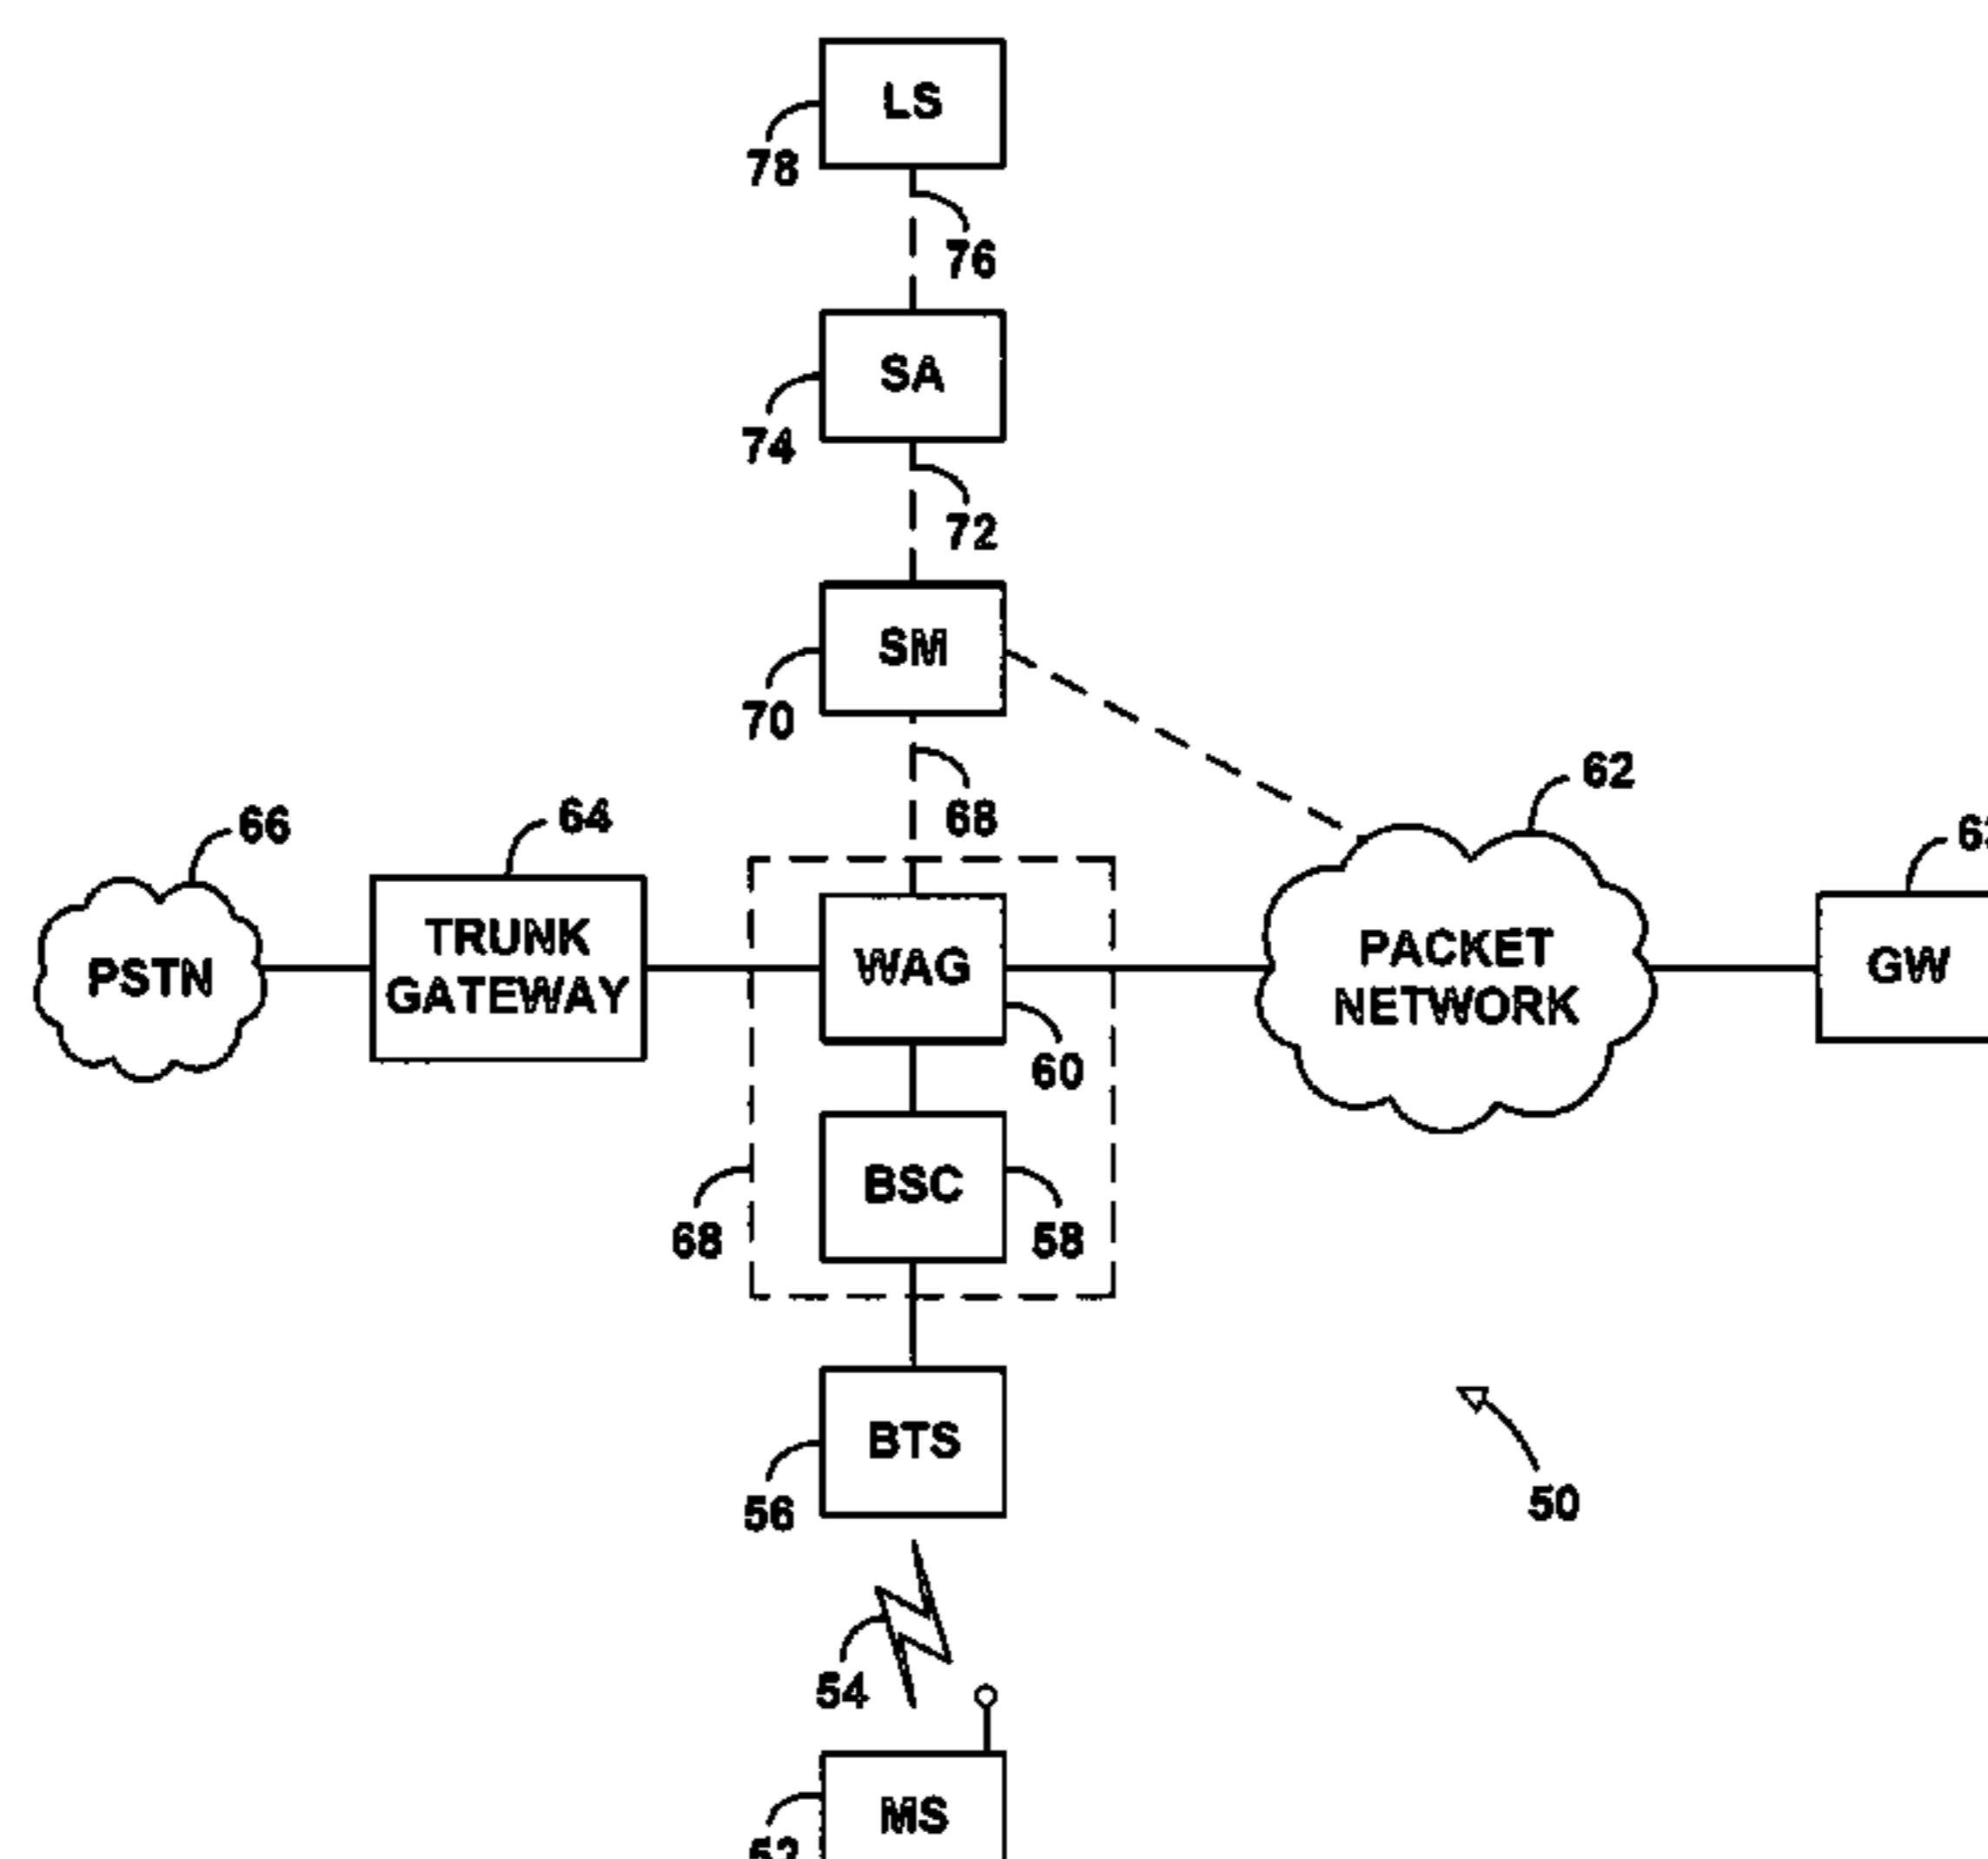 LS
78
76
SA
74
72
SM
70
68
62
66
64
PSTN
TRUNK
GATEWAY
WAG
PACKET
NETWORK
GW
60
BSC
68
58
BTS
56
50
54
MS